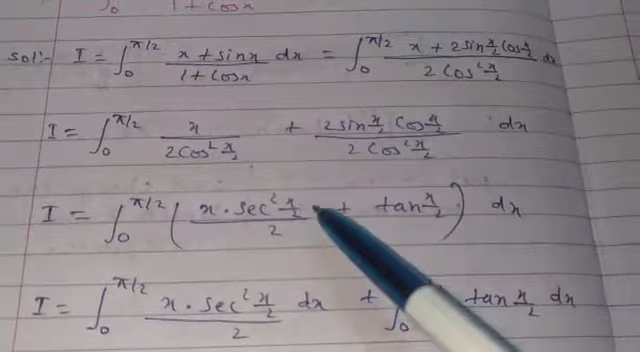 1 + cosx
Sol:- I = ∫₀^π/2 (x + sinx)/(1 + cosx) dx = ∫₀^π/2 (x + 2sin x/2 cos x/2)/(2cos² x/2) dx
I = ∫₀^π/2 x/(2cos² x/2) + (2sin x/2 cos x/2)/(2cos² x/2) dx
I = ∫₀^π/2 ((x · sec² x/2)/2 + tan x/2) dx
I = ∫₀^π/2 (x · sec² x/2)/2 dx + ∫₀ tan x/2 dx